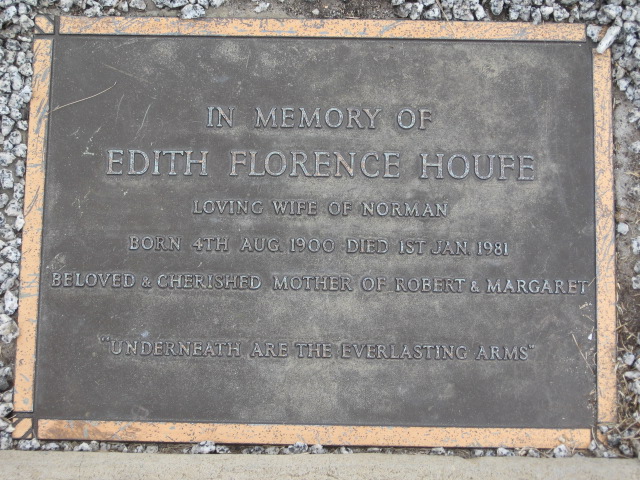 IN MEMORY OF
EDITH FLORENCE HOUFE
LOVING WIFE OF NORMAN
BORN 4TH AUG. 1900 DIED 1ST JAN. 1981
BELOVED & CHERISHED MOTHER OF ROBERT & MARGARET
"UNDERNEATH ARE THE EVERLASTING ARMS"